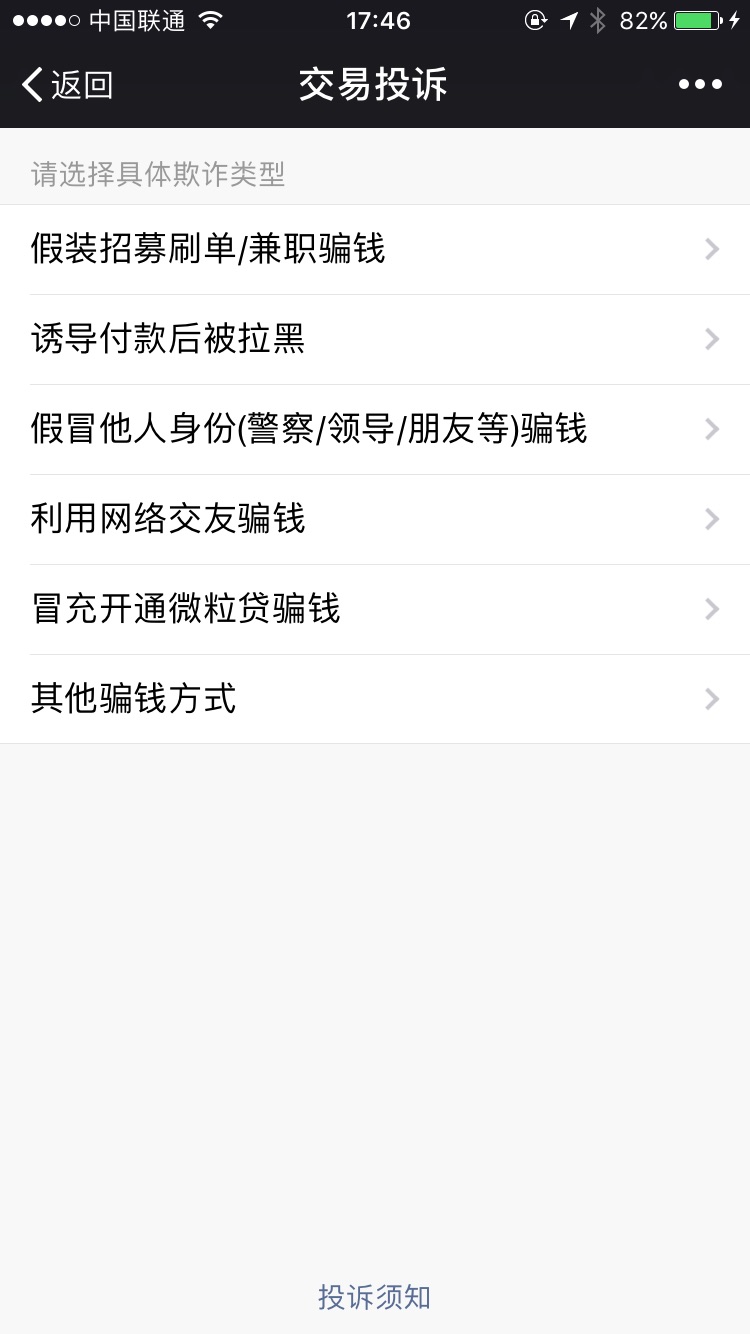 中国联通 17:46 82%
返回 交易投诉
请选择具体欺诈类型
假装招募刷单/兼职骗钱
诱导付款后被拉黑
假冒他人身份(警察/领导/朋友等)骗钱
利用网络交友骗钱
冒充开通微粒贷骗钱
其他骗钱方式
投诉须知